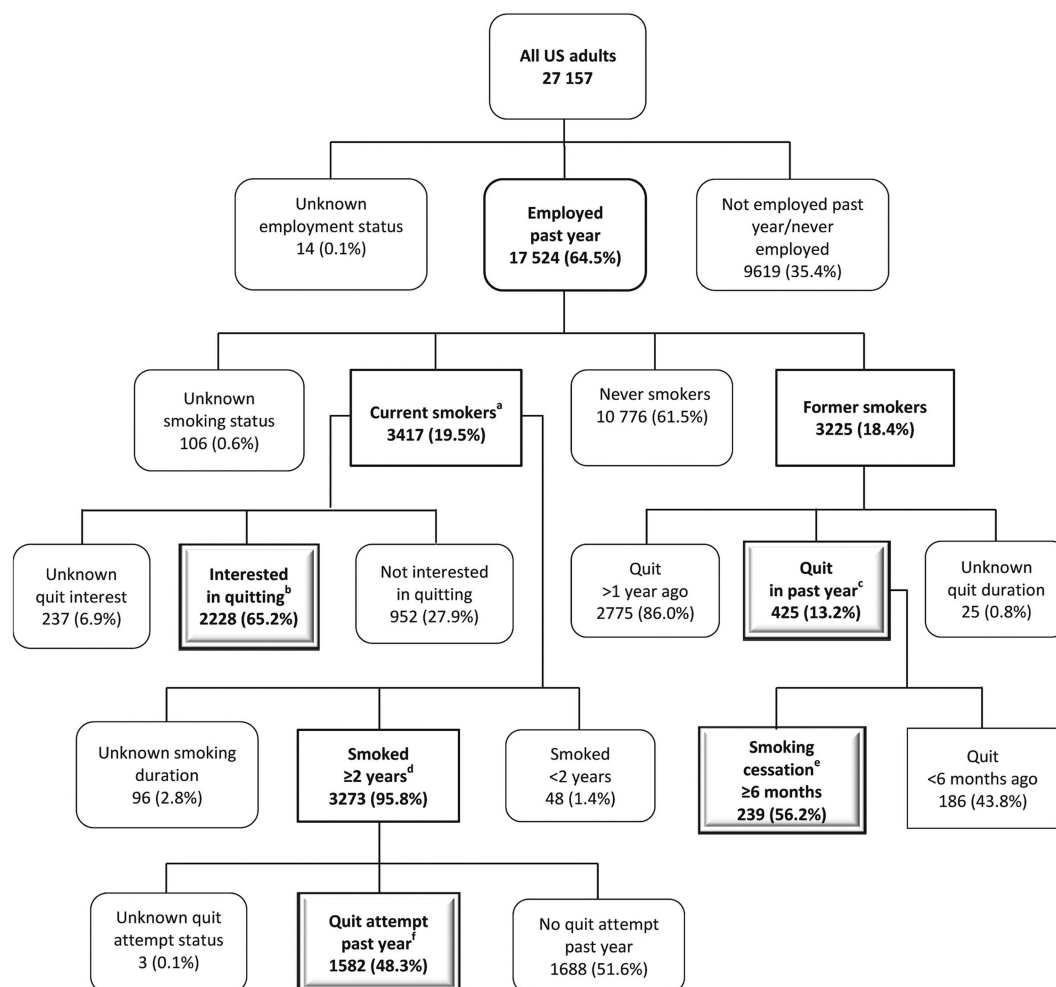 All US adults
27 157
Unknown
employment status
14 (0.1%)
Employed
past year
17 524 (64.5%)
Not employed past
year/never
employed
9619 (35.4%)
Unknown
smoking status
106 (0.6%)
Current smokersᵃ
3417 (19.5%)
Never smokers
10 776 (61.5%)
Former smokers
3225 (18.4%)
Unknown
quit interest
237 (6.9%)
Interested
in quittingᵇ
2228 (65.2%)
Not interested
in quitting
952 (27.9%)
Quit
>1 year ago
2775 (86.0%)
Quit
in past yearᶜ
425 (13.2%)
Unknown
quit duration
25 (0.8%)
Unknown smoking
duration
96 (2.8%)
Smoked
≥2 yearsᵈ
3273 (95.8%)
Smoked
<2 years
48 (1.4%)
Smoking
cessationᵉ
≥6 months
239 (56.2%)
Quit
<6 months ago
186 (43.8%)
Unknown quit
attempt status
3 (0.1%)
Quit attempt
past yearᶠ
1582 (48.3%)
No quit attempt
past year
1688 (51.6%)